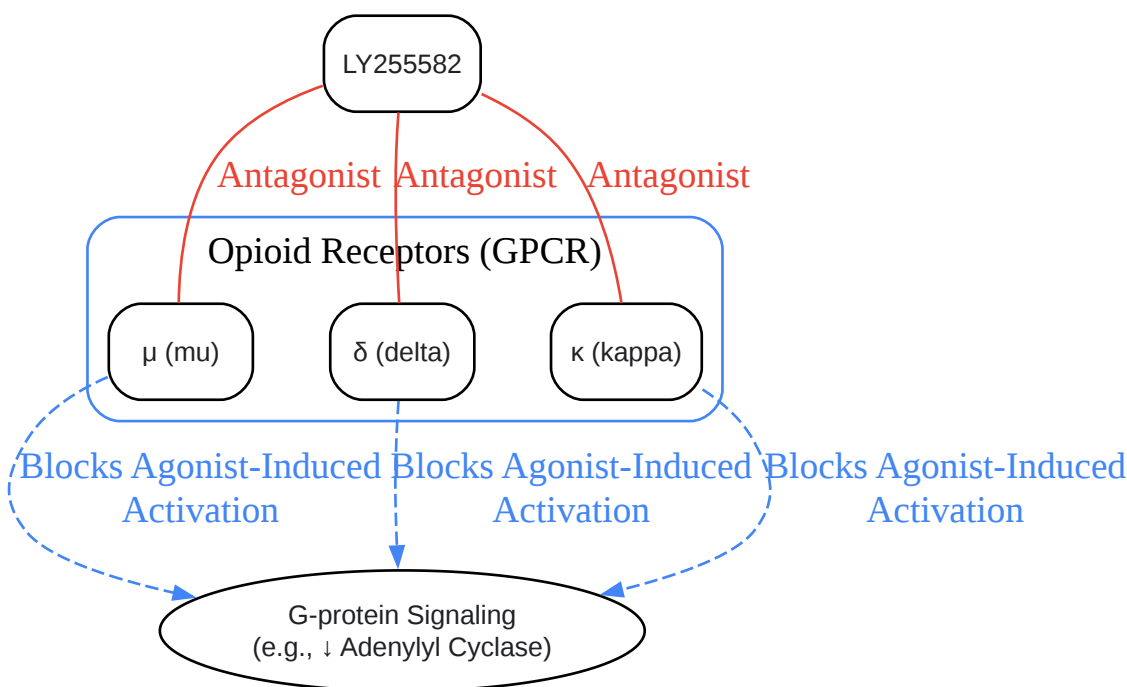 LY255582
Antagonist Antagonist Antagonist
Opioid Receptors (GPCR)
μ (mu) δ (delta) κ (kappa)
Blocks Agonist-Induced Blocks Agonist-Induced Blocks Agonist-Induced
Activation Activation Activation
G-protein Signaling
(e.g., ↓ Adenylyl Cyclase)